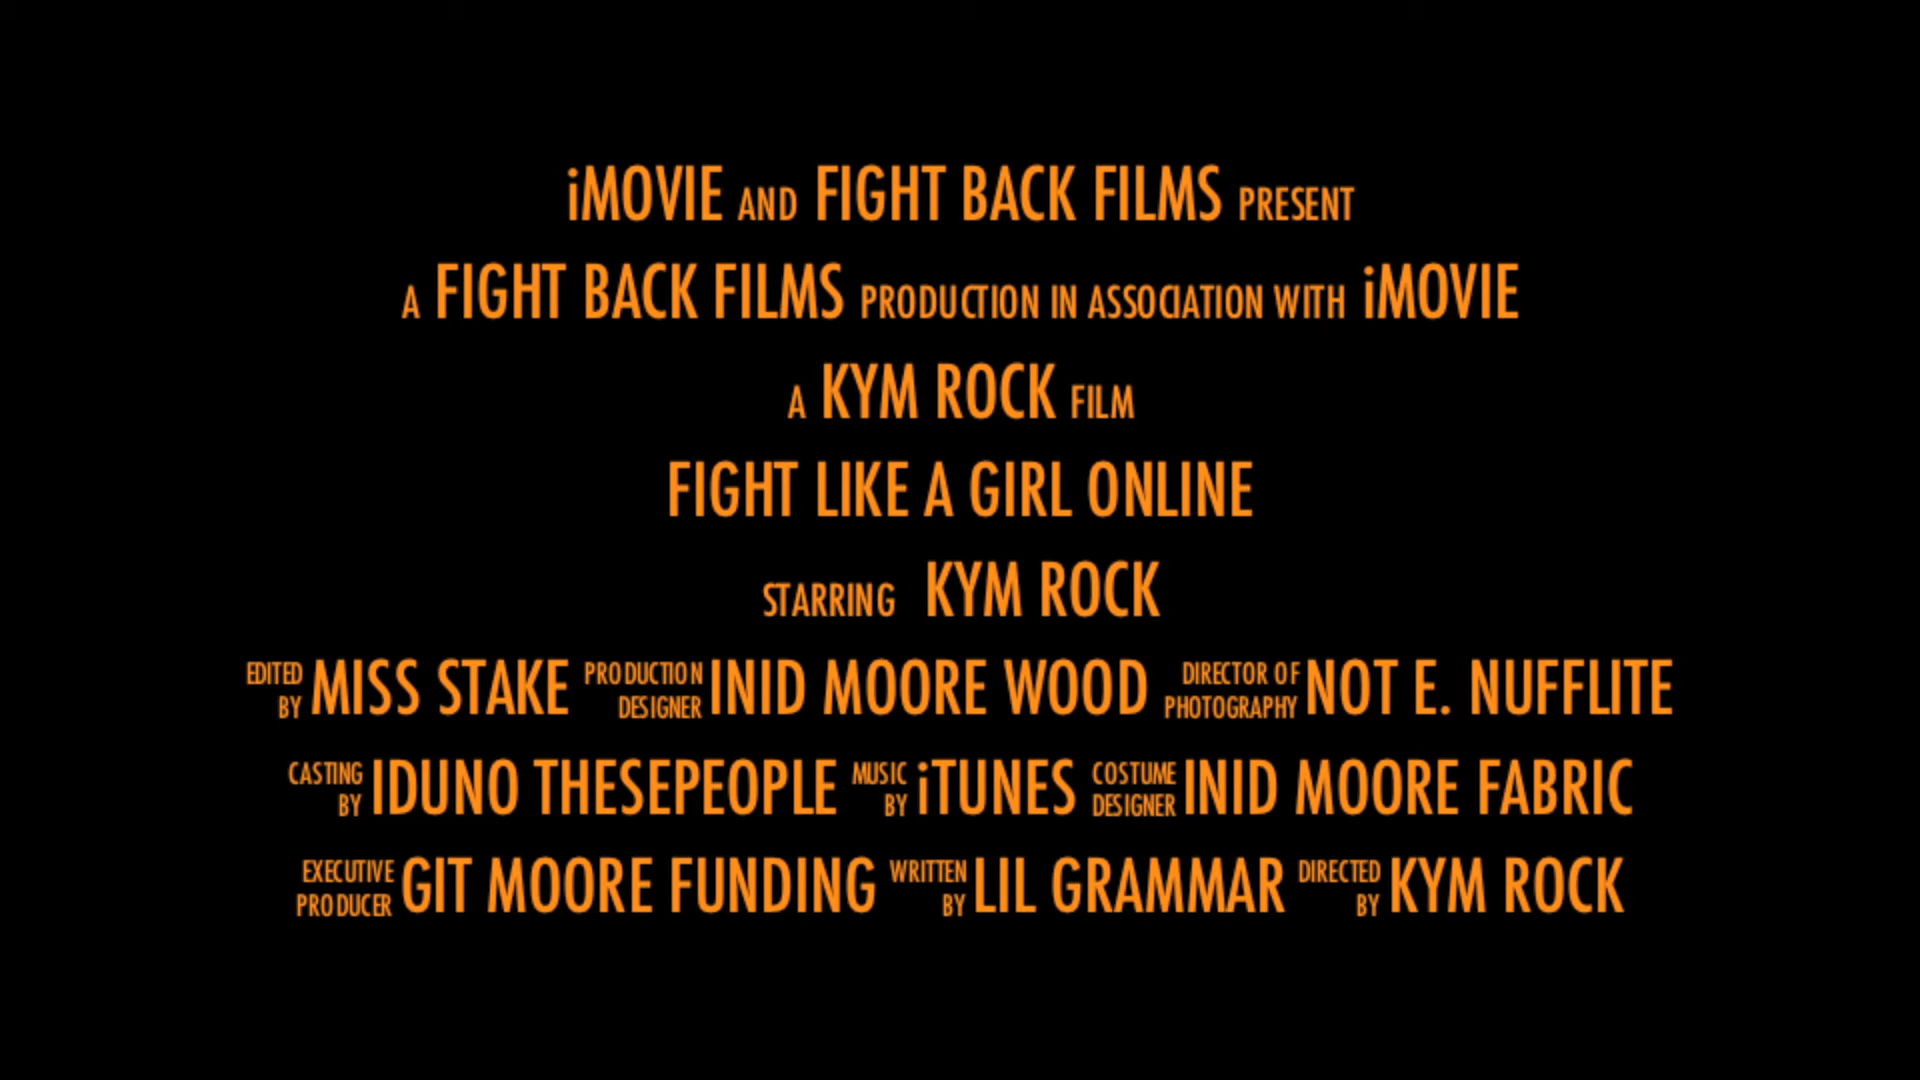 iMOVIE AND FIGHT BACK FILMS PRESENT
A FIGHT BACK FILMS PRODUCTION IN ASSOCIATION WITH iMOVIE
A KYM ROCK FILM
FIGHT LIKE A GIRL ONLINE
STARRING KYM ROCK
EDITED BY MISS STAKE PRODUCTION DESIGNER INID MOORE WOOD DIRECTOR OF PHOTOGRAPHY NOT E. NUFFLITE
CASTING BY IDUNO THESEPEOPLE MUSIC BY iTUNES COSTUME DESIGNER INID MOORE FABRIC
EXECUTIVE PRODUCER GIT MOORE FUNDING WRITTEN BY LIL GRAMMAR DIRECTED BY KYM ROCK